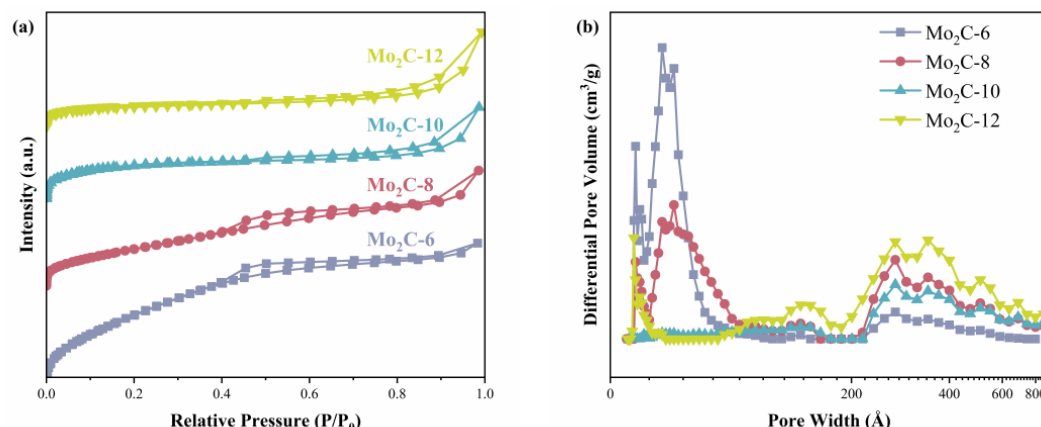 (a)
Mo₂C-12
Mo₂C-10
Mo₂C-8
Mo₂C-6
Intensity (a.u.)
0.0 0.2 0.4 0.6 0.8 1.0
Relative Pressure (P/P₀)
(b)
Mo₂C-6
Mo₂C-8
Mo₂C-10
Mo₂C-12
Differential Pore Volume (cm³/g)
0 200 400 600 800
Pore Width (Å)